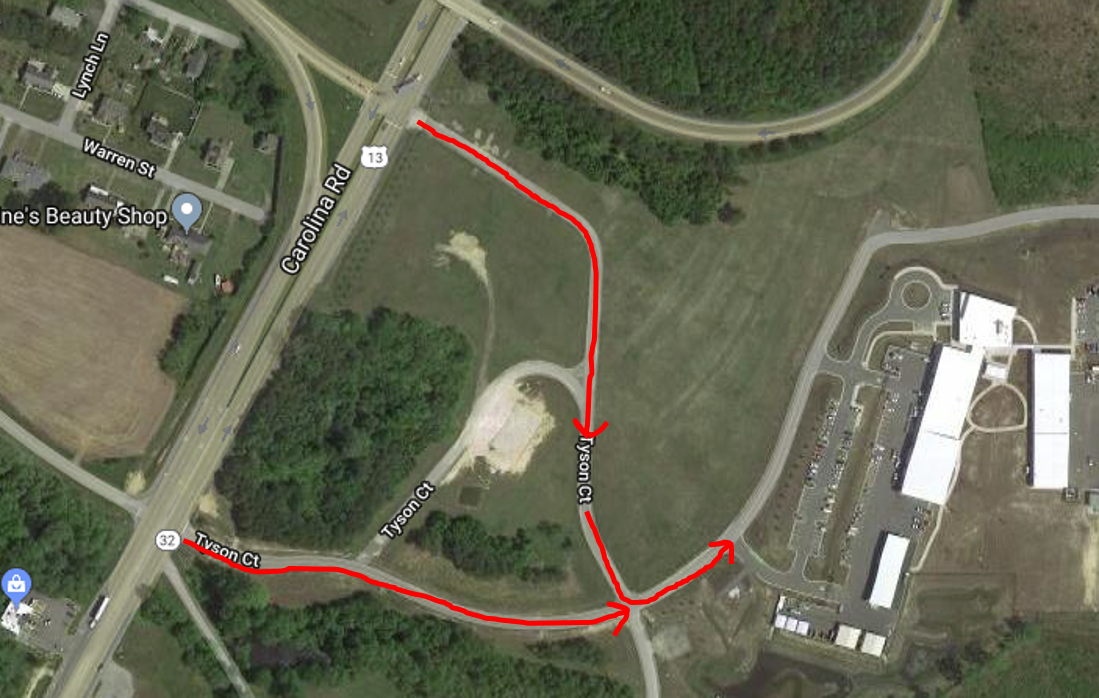 Lynch Ln
Warren St
13
ne's Beauty Shop
Carolina Rd
Tyson Ct
Tyson Ct
32
Tyson Ct